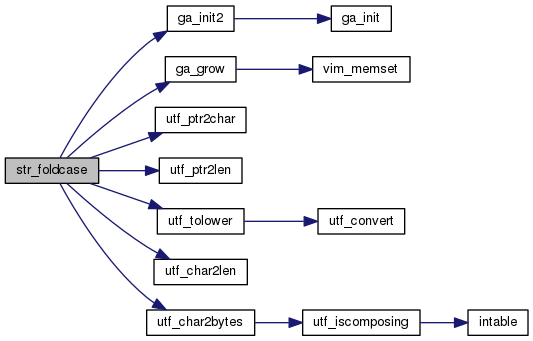 ga_init2
ga_init
ga_grow
vim_memset
utf_ptr2char
str_foldcase
utf_ptr2len
utf_tolower
utf_convert
utf_char2len
utf_char2bytes
utf_iscomposing
intable